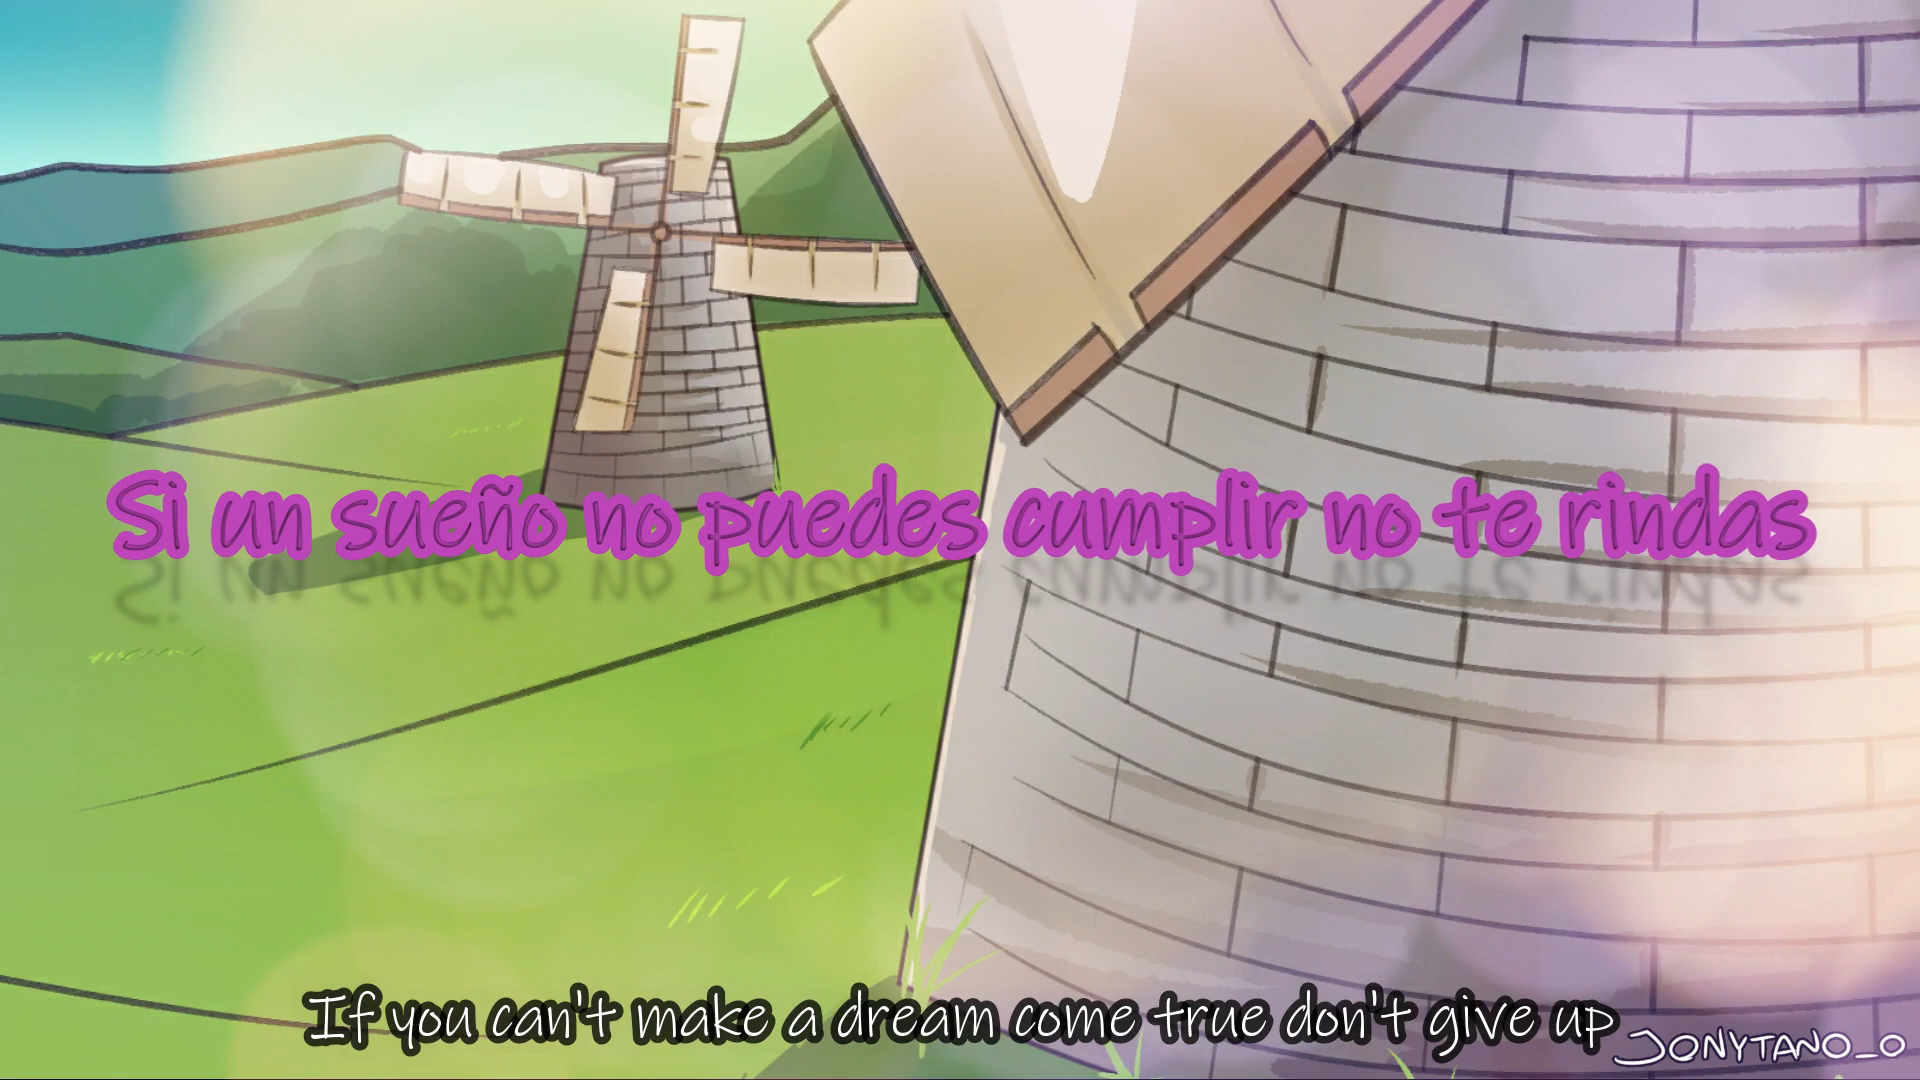 Si un sueño no puedes cumplir no te rindas
If you can't make a dream come true don't give up
JONYTANO_O